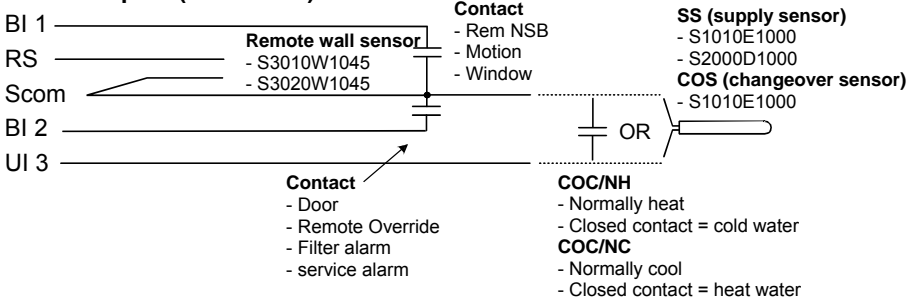 BI 1
RS
Scom
BI 2
UI 3
Remote wall sensor
- S3010W1045
- S3020W1045
Contact
- Rem NSB
- Motion
- Window
SS (supply sensor)
- S1010E1000
- S2000D1000
COS (changeover sensor)
- S1010E1000
OR
Contact
- Door
- Remote Override
- Filter alarm
- service alarm
COC/NH
- Normally heat
- Closed contact = cold water
COC/NC
- Normally cool
- Closed contact = heat water